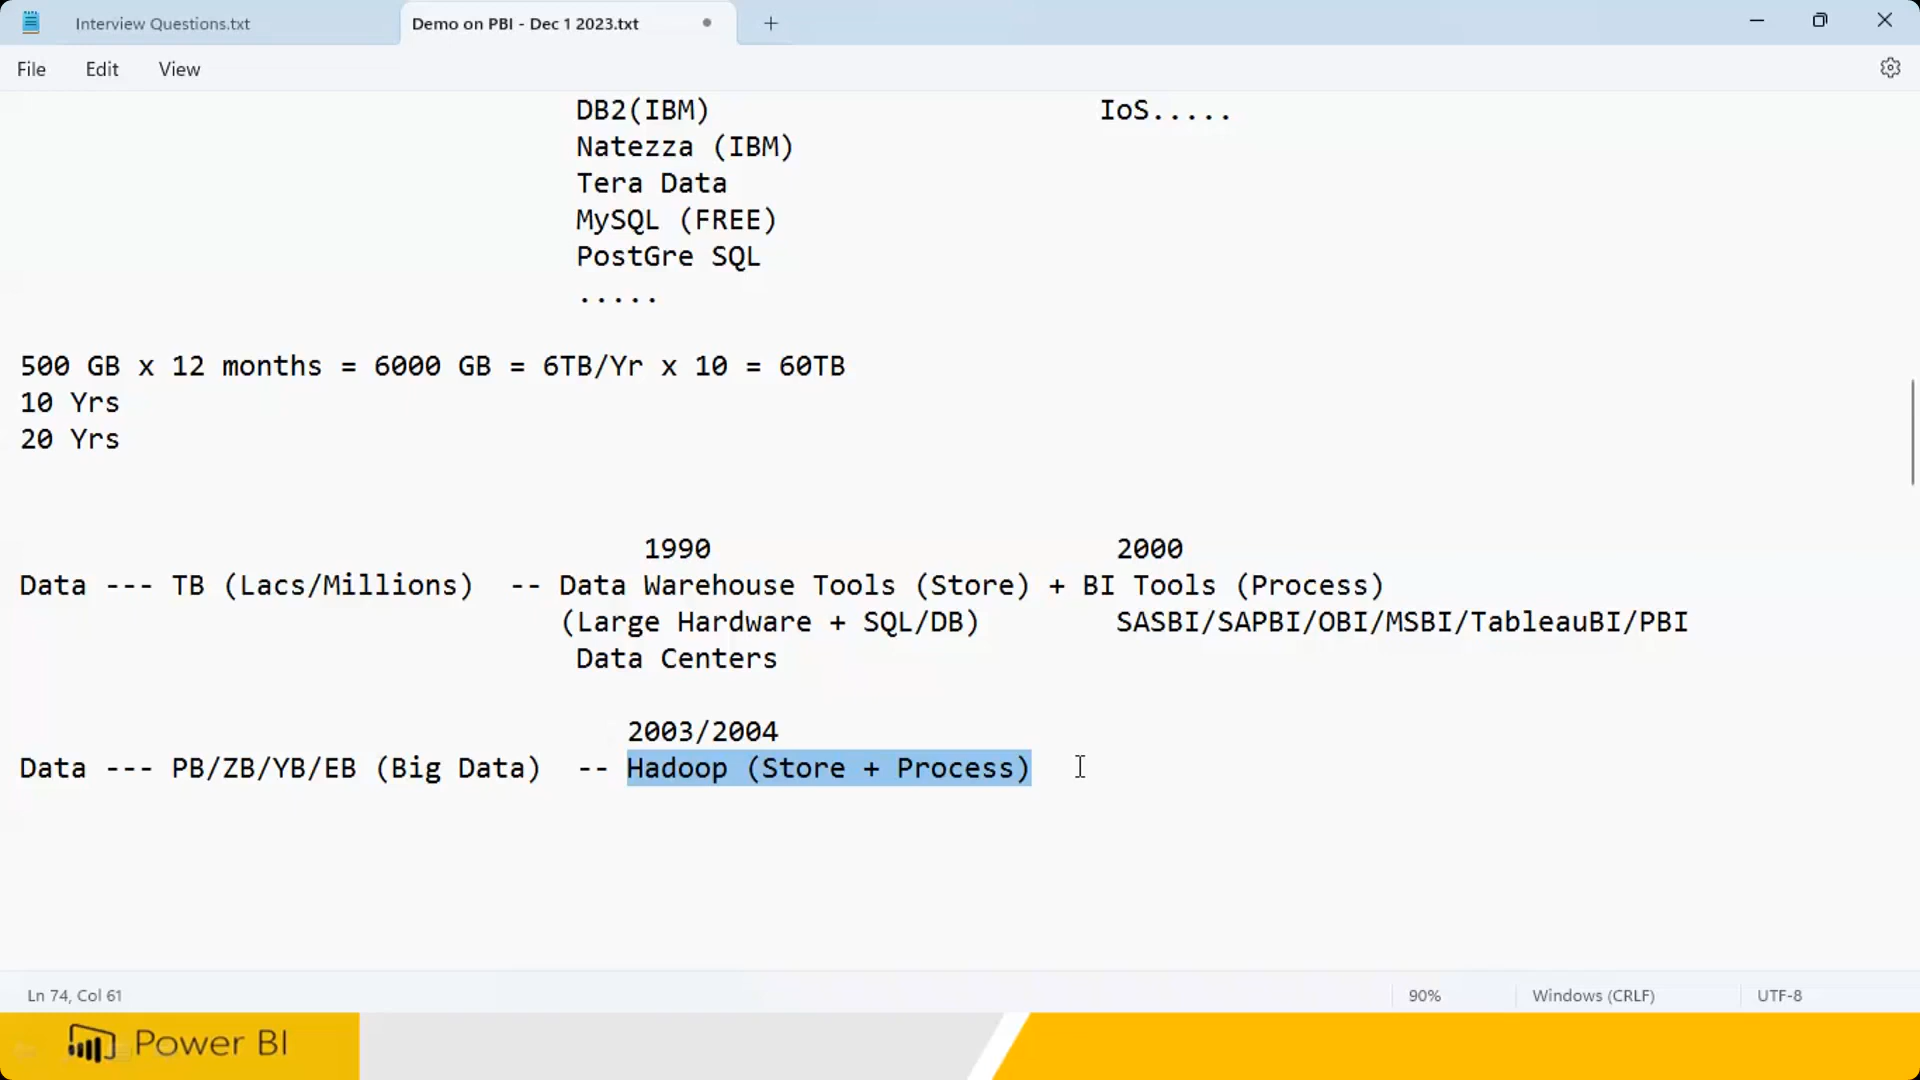 Interview Questions.txt
Demo on PBI - Dec 1 2023.txt
File Edit View
DB2(IBM) IoS.....
Natezza (IBM)
Tera Data
MySQL (FREE)
PostGre SQL
.....
500 GB x 12 months = 6000 GB = 6TB/Yr x 10 = 60TB
10 Yrs
20 Yrs
1990 2000
Data --- TB (Lacs/Millions) -- Data Warehouse Tools (Store) + BI Tools (Process)
(Large Hardware + SQL/DB) SASBI/SAPBI/OBI/MSBI/TableauBI/PBI
Data Centers
2003/2004
Data --- PB/ZB/YB/EB (Big Data) -- Hadoop (Store + Process)
Ln 74, Col 61 90% Windows (CRLF) UTF-8
Power BI